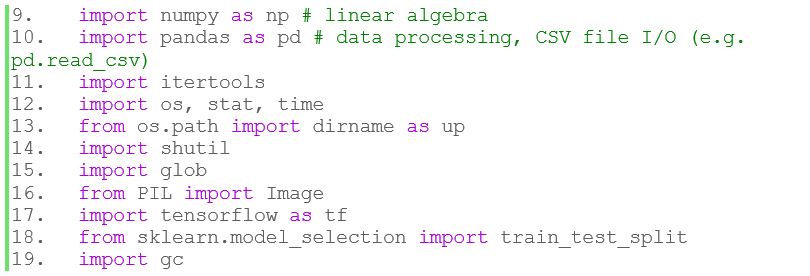 9. import numpy as np # linear algebra
10. import pandas as pd # data processing, CSV file I/O (e.g.
pd.read_csv)
11. import itertools
12. import os, stat, time
13. from os.path import dirname as up
14. import shutil
15. import glob
16. from PIL import Image
17. import tensorflow as tf
18. from sklearn.model_selection import train_test_split
19. import gc